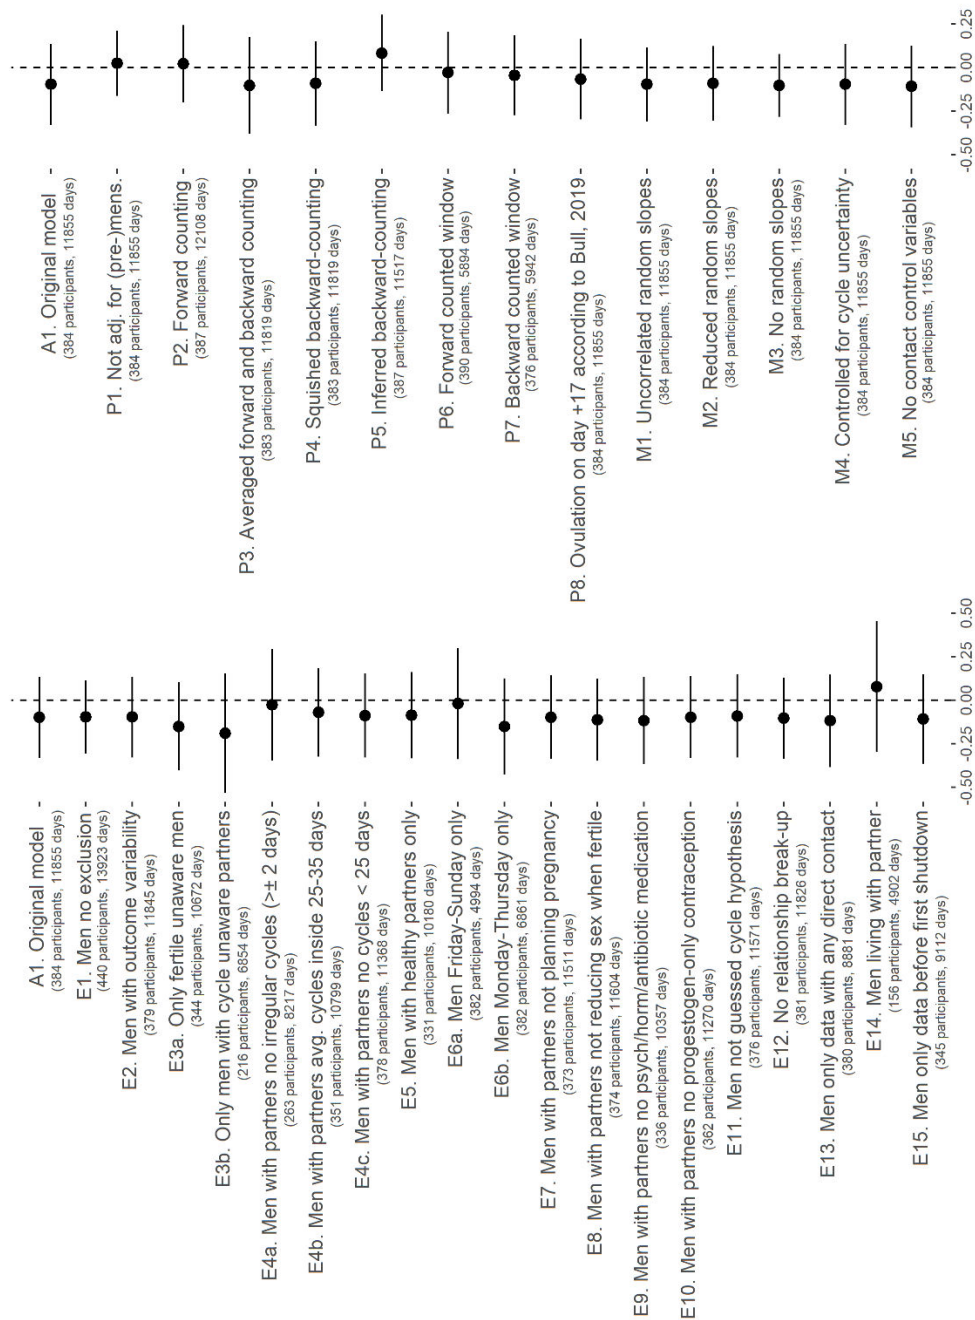 A1. Original model
(384 participants, 11855 days)
E1. Men no exclusion
(440 participants, 13923 days)
E2. Men with outcome variability
(379 participants, 11845 days)
E3a. Only fertile unaware men
(344 participants, 10672 days)
E3b. Only men with cycle unaware partners
(216 participants, 6854 days)
E4a. Men with partners no irregular cycles (>± 2 days)
(263 participants, 8217 days)
E4b. Men with partners avg. cycles inside 25-35 days
(351 participants, 10799 days)
E4c. Men with partners no cycles < 25 days
(378 participants, 11368 days)
E5. Men with healthy partners only
(331 participants, 10180 days)
E6a. Men Friday-Sunday only
(382 participants, 4994 days)
E6b. Men Monday-Thursday only
(382 participants, 6861 days)
E7. Men with partners not planning pregnancy
(373 participants, 11511 days)
E8. Men with partners not reducing sex when fertile
(374 participants, 11604 days)
E9. Men with partners no psych/horm/antibiotic medication
(336 participants, 10357 days)
E10. Men with partners no progestogen-only contraception
(362 participants, 11270 days)
E11. Men not guessed cycle hypothesis
(376 participants, 11571 days)
E12. No relationship break-up
(381 participants, 11826 days)
E13. Men only data with any direct contact
(380 participants, 8881 days)
E14. Men living with partner
(156 participants, 4902 days)
E15. Men only data before first shutdown
(345 participants, 9112 days)
-0.50 -0.25 0.00 0.25 0.50
A1. Original model
(384 participants, 11855 days)
P1. Not adj. for (pre-)mens.
(384 participants, 11855 days)
P2. Forward counting
(387 participants, 12108 days)
P3. Averaged forward and backward counting
(383 participants, 11819 days)
P4. Squished backward-counting
(383 participants, 11819 days)
P5. Inferred backward-counting
(387 participants, 11517 days)
P6. Forward counted window
(390 participants, 5894 days)
P7. Backward counted window
(376 participants, 5942 days)
P8. Ovulation on day +17 according to Bull, 2019
(384 participants, 11855 days)
M1. Uncorrelated random slopes
(384 participants, 11855 days)
M2. Reduced random slopes
(384 participants, 11855 days)
M3. No random slopes
(384 participants, 11855 days)
M4. Controlled for cycle uncertainty
(384 participants, 11855 days)
M5. No contact control variables
(384 participants, 11855 days)
-0.50 -0.25 0.00 0.25